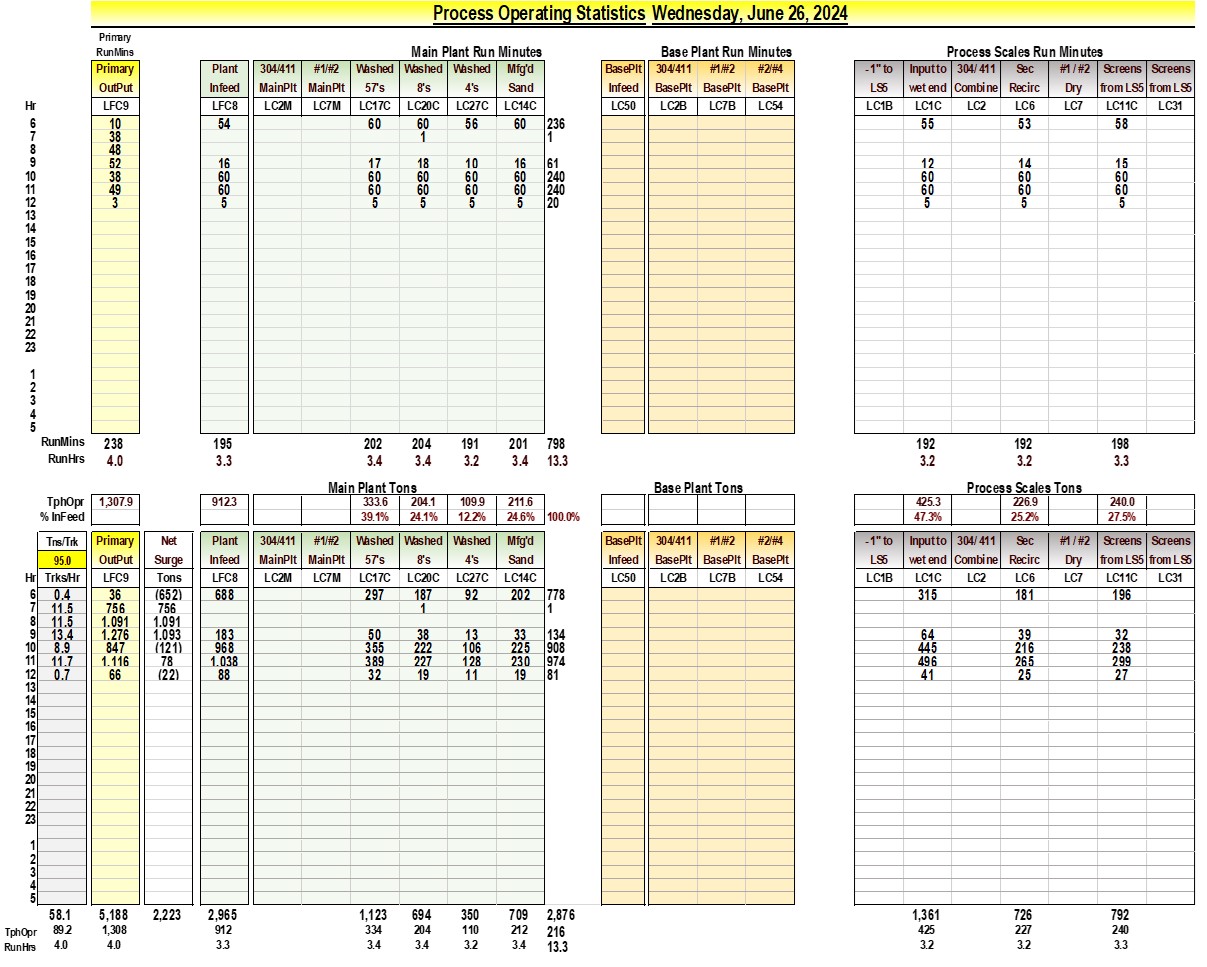 Process Operating Statistics Wednesday, June 26, 2024
Primary
RunMins Main Plant Run Minutes Base Plant Run Minutes Process Scales Run Minutes
Primary Plant 304/411 #1/#2 Washed Washed Washed Mfg'd BasePlt 304/411 #1/#2 #2/#4 -1" to Input to 304/ 411 Sec #1 / #2 Screens Screens
OutPut Infeed MainPlt MainPlt 57's 8's 4's Sand Infeed BasePlt BasePlt BasePlt LS5 wet end Combine Recirc Dry from LS5 from LS5
Hr LFC9 LFC8 LC2M LC7M LC17C LC20C LC27C LC14C LC50 LC2B LC7B LC54 LC1B LC1C LC2 LC6 LC7 LC11C LC31
6 10 54 60 60 56 60 236 55 53 58
7 38 1 1
8 48
9 52 16 17 18 10 16 61 12 14 15
10 38 60 60 60 60 60 240 60 60 60
11 49 60 60 60 60 60 240 60 60 60
12 3 5 5 5 5 5 20 5 5 5
13
14
15
16
17
18
19
20
21
22
23
1
2
3
4
5
RunMins 238 195 202 204 191 201 798 192 192 198
RunHrs 4.0 3.3 3.4 3.4 3.2 3.4 13.3 3.2 3.2 3.3
Main Plant Tons Base Plant Tons Process Scales Tons
TphOpr 1,307.9 912.3 333.6 204.1 109.9 211.6 425.3 226.9 240.0
% InFeed 39.1% 24.1% 12.2% 24.6% 100.0% 47.3% 25.2% 27.5%
Tns/Trk Primary Net Plant 304/411 #1/#2 Washed Washed Washed Mfg'd BasePlt 304/411 #1/#2 #2/#4 -1" to Input to 304/ 411 Sec #1 / #2 Screens Screens
95.0 OutPut Surge Infeed MainPlt MainPlt 57's 8's 4's Sand Infeed BasePlt BasePlt BasePlt LS5 wet end Combine Recirc Dry from LS5 from LS5
Hr Trks/Hr LFC9 Tons LFC8 LC2M LC7M LC17C LC20C LC27C LC14C LC50 LC2B LC7B LC54 LC1B LC1C LC2 LC6 LC7 LC11C LC31
6 0.4 36 (652) 688 297 187 92 202 778 315 181 196
7 11.5 756 756 1 1
8 11.5 1,091 1,091
9 13.4 1,276 1,093 183 50 38 13 33 134 64 39 32
10 8.9 847 (121) 968 355 222 106 225 908 445 216 238
11 11.7 1,116 78 1,038 389 227 128 230 974 496 265 299
12 0.7 66 (22) 88 32 19 11 19 81 41 25 27
13
14
15
16
17
18
19
20
21
22
23
1
2
3
4
5
58.1 5,188 2,223 2,965 1,123 694 350 709 2,876 1,361 726 792
TphOpr 89.2 1,308 912 334 204 110 212 216 425 227 240
RunHrs 4.0 4.0 3.3 3.4 3.4 3.2 3.4 13.3 3.2 3.2 3.3